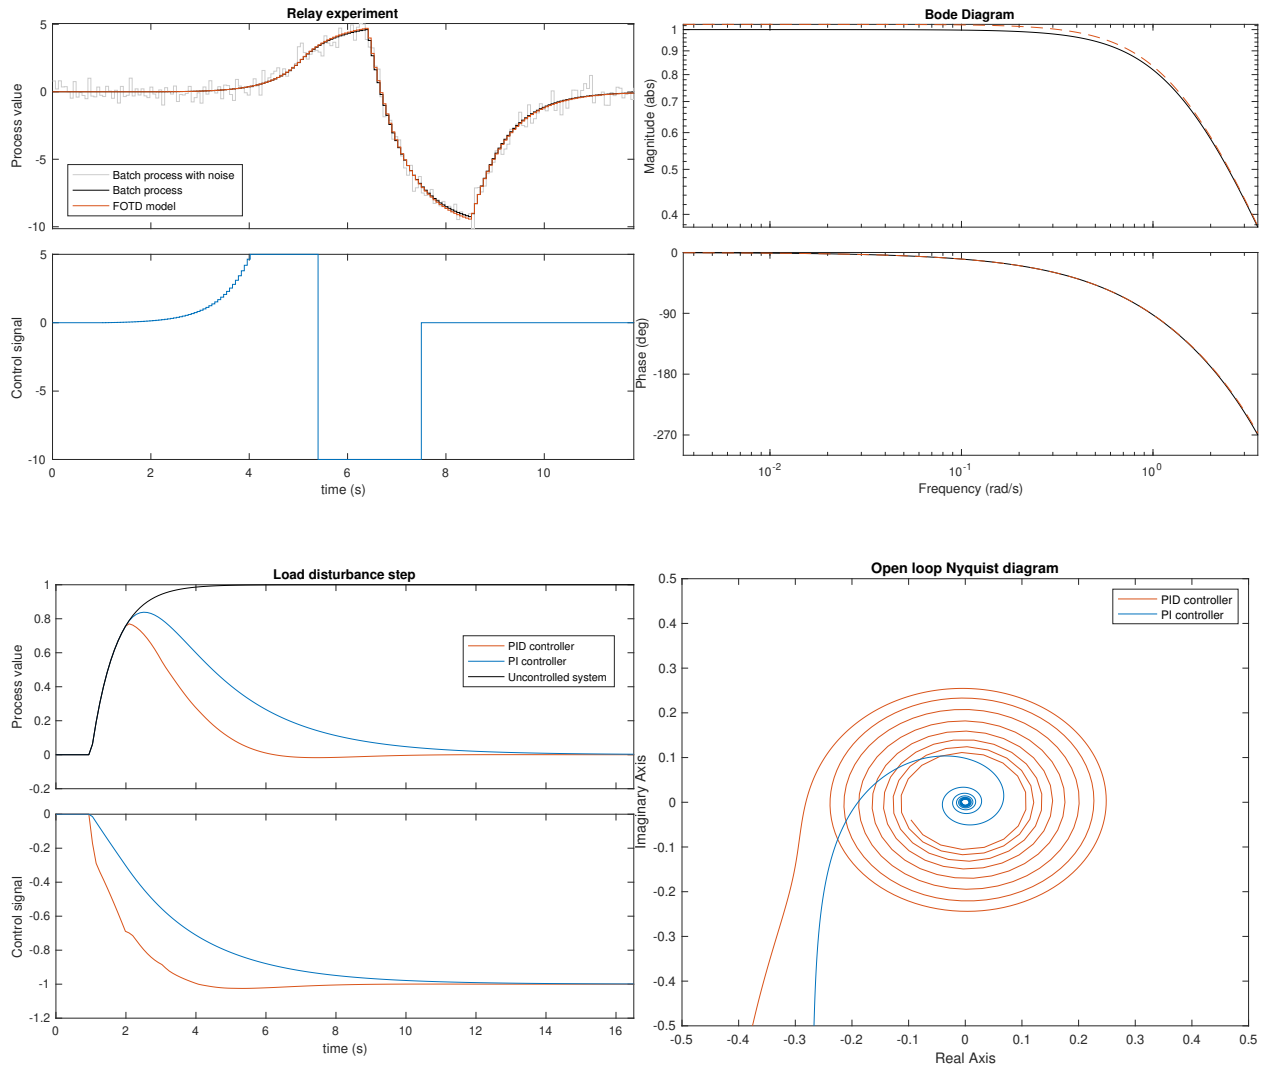 Relay experiment
5
0
-5
-10
Process value
Batch process with noise
Batch process
FOTD model
5
0
-5
-10
Control signal
0 2 4 6 8 10
time (s)
Bode Diagram
1
0.9
0.8
0.7
0.6
0.5
0.4
Magnitude (abs)
0
-90
-180
-270
Phase (deg)
10-2 10-1 100
Frequency (rad/s)
Load disturbance step
1
0.8
0.6
0.4
0.2
0
-0.2
Process value
PID controller
PI controller
Uncontrolled system
0
-0.2
-0.4
-0.6
-0.8
-1
-1.2
Control signal
0 2 4 6 8 10 12 14 16
time (s)
Open loop Nyquist diagram
0.5
0.4
0.3
0.2
0.1
0
-0.1
-0.2
-0.3
-0.4
-0.5
Imaginary Axis
PID controller
PI controller
-0.5 -0.4 -0.3 -0.2 -0.1 0 0.1 0.2 0.3 0.4 0.5
Real Axis